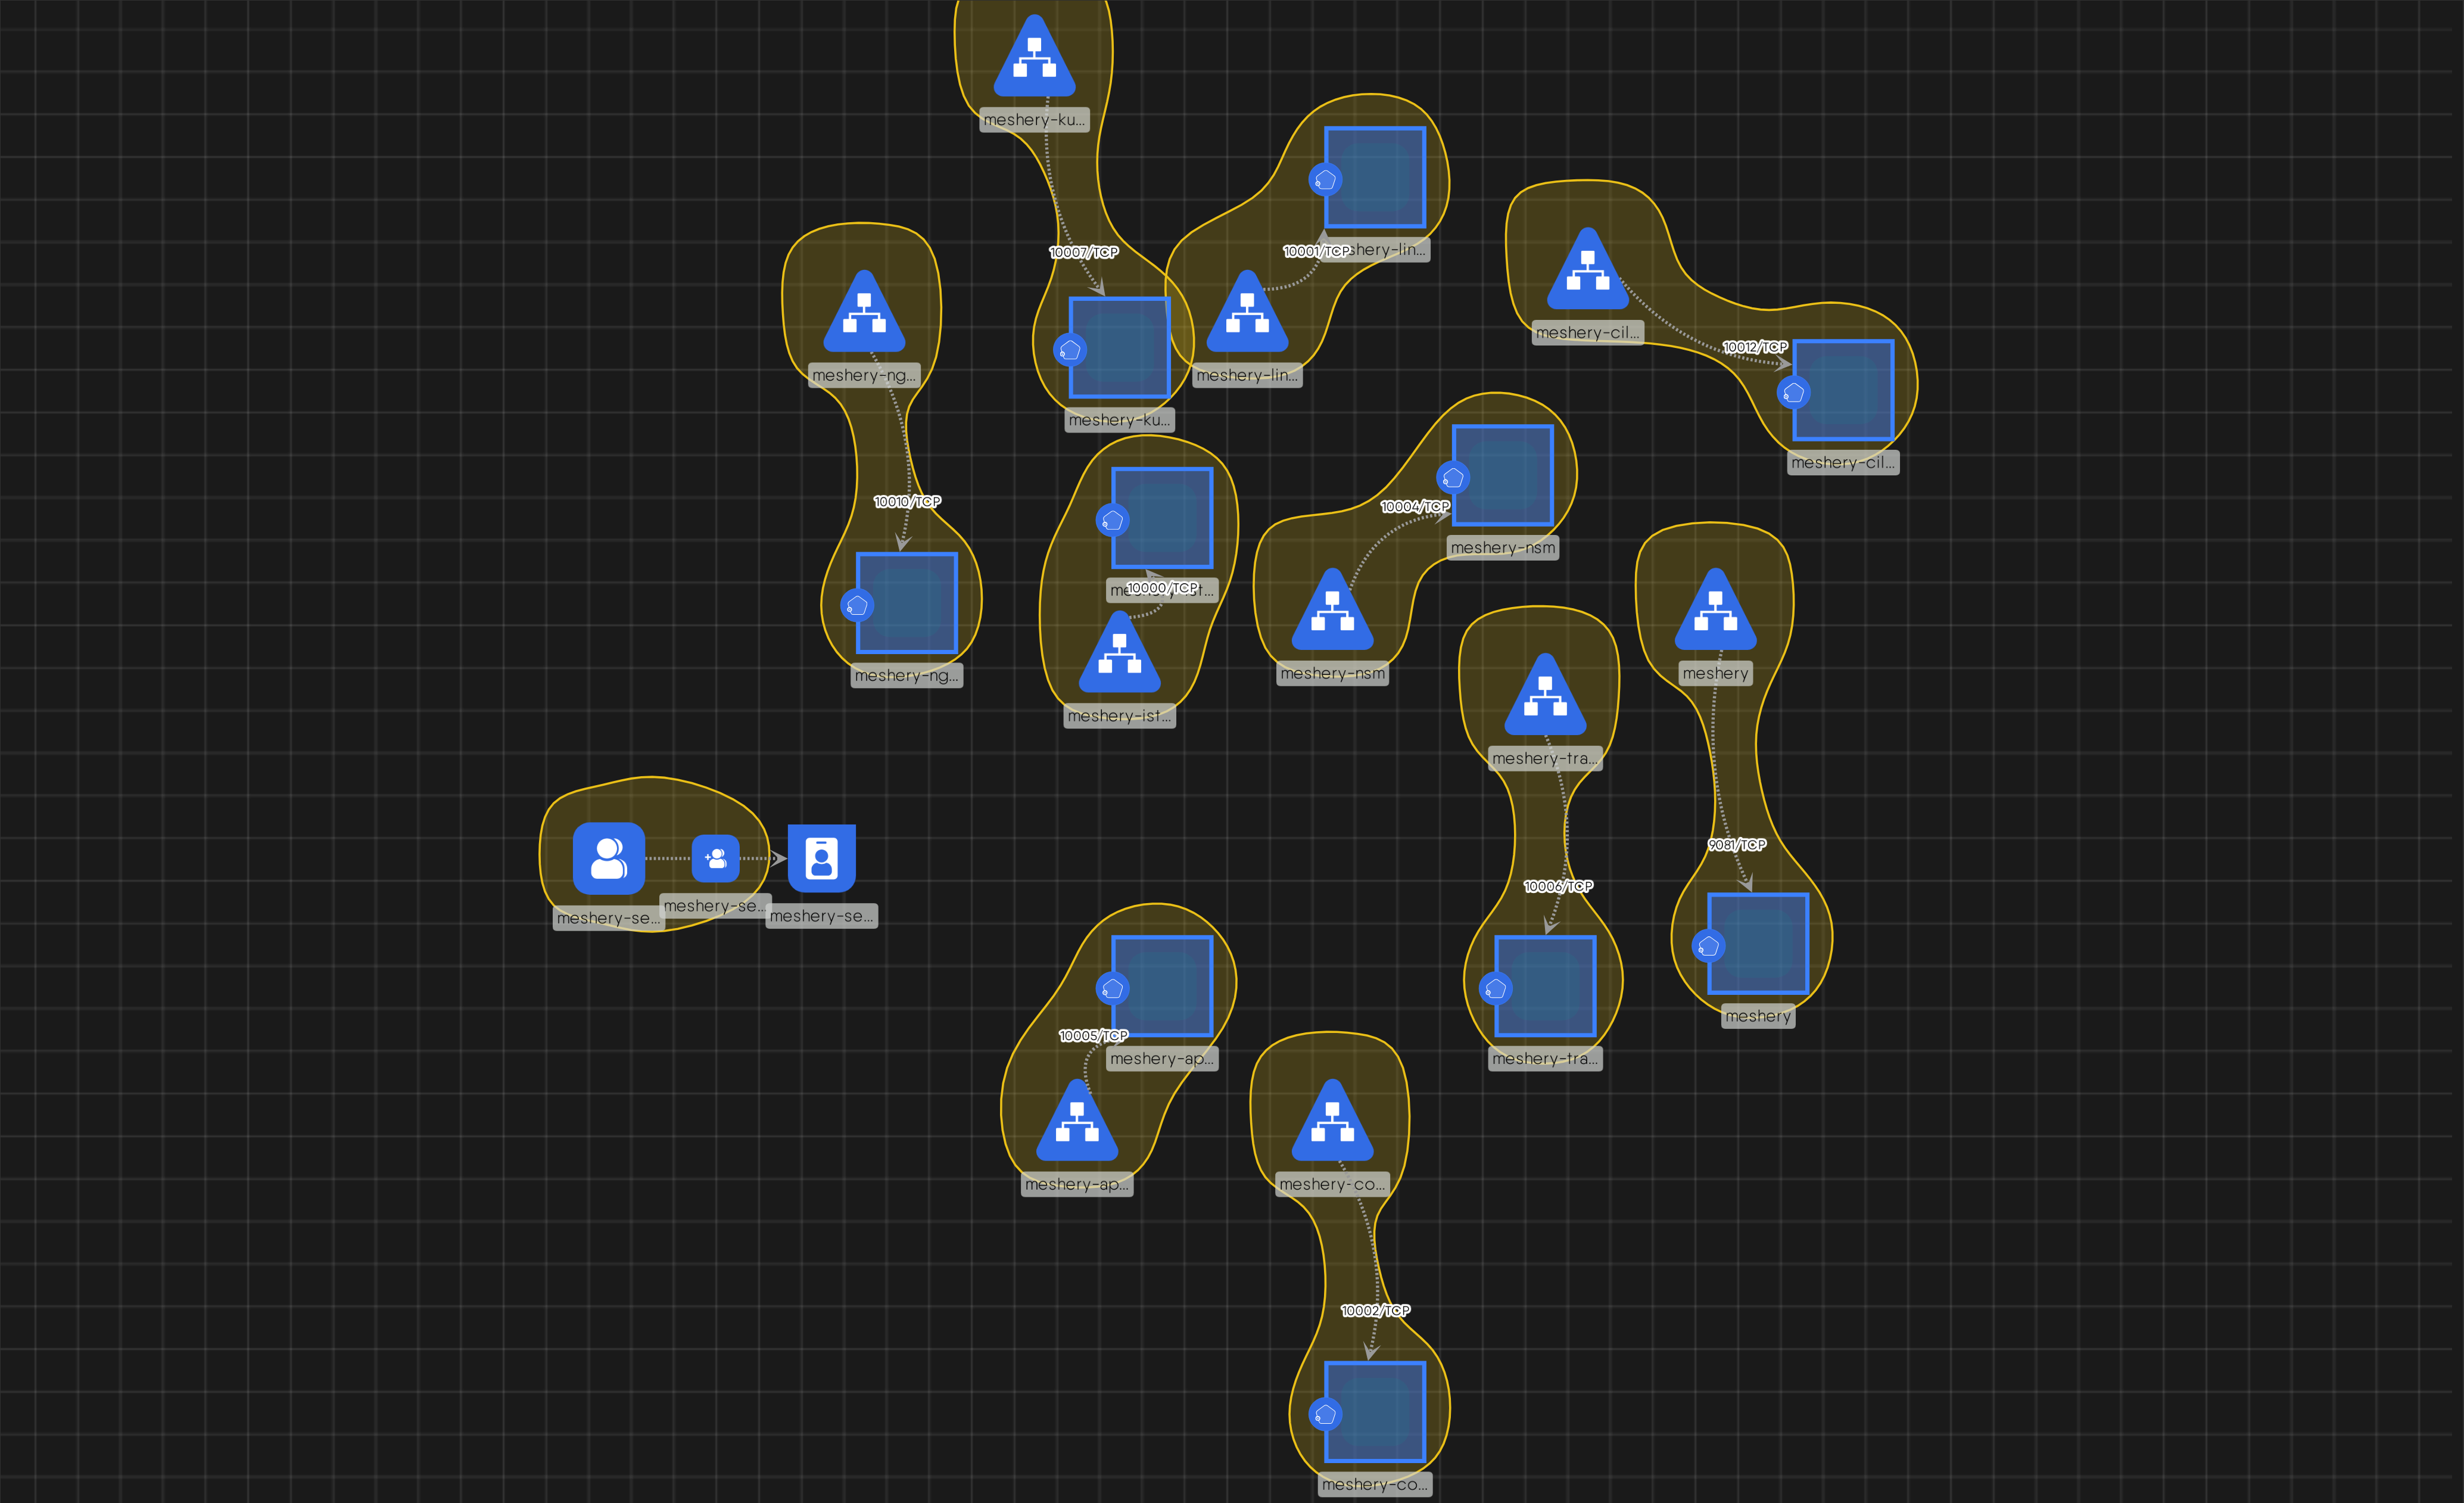 meshery-ku...
10007/TCP
meshery-ku...
10001/TCP
shery-lin...
meshery-lin...
meshery-cil...
10012/TCP
meshery-cil...
meshery-ng...
10010/TCP
meshery-ng...
10000/TCP
meshery-ist...
10004/TCP
meshery-nsm
meshery-nsm
meshery-tra...
10006/TCP
meshery-tra...
meshery
9081/TCP
meshery
meshery-se...
meshery-se...
meshery-se...
10005/TCP
meshery-ap...
meshery-ap...
meshery-co...
10002/TCP
meshery-co...